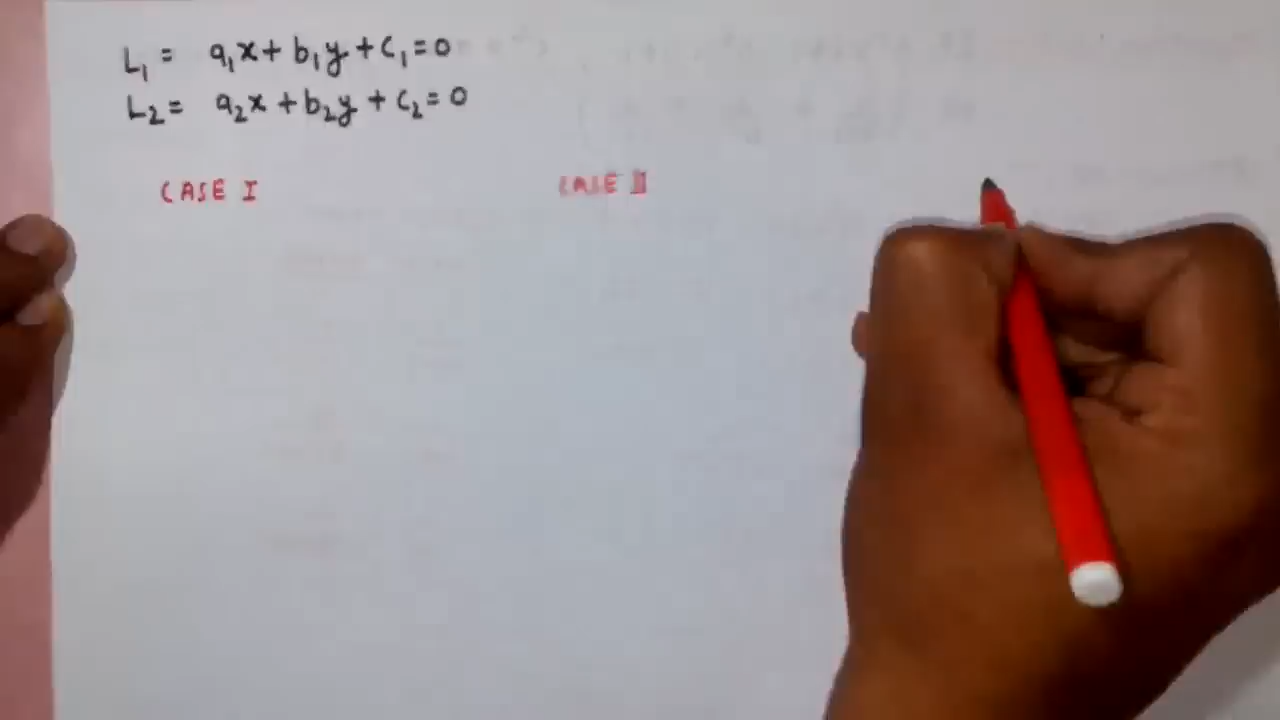 L₁ = a₁x + b₁y + c₁ = 0
L₂ = a₂x + b₂y + c₂ = 0
CASE I
CASE II